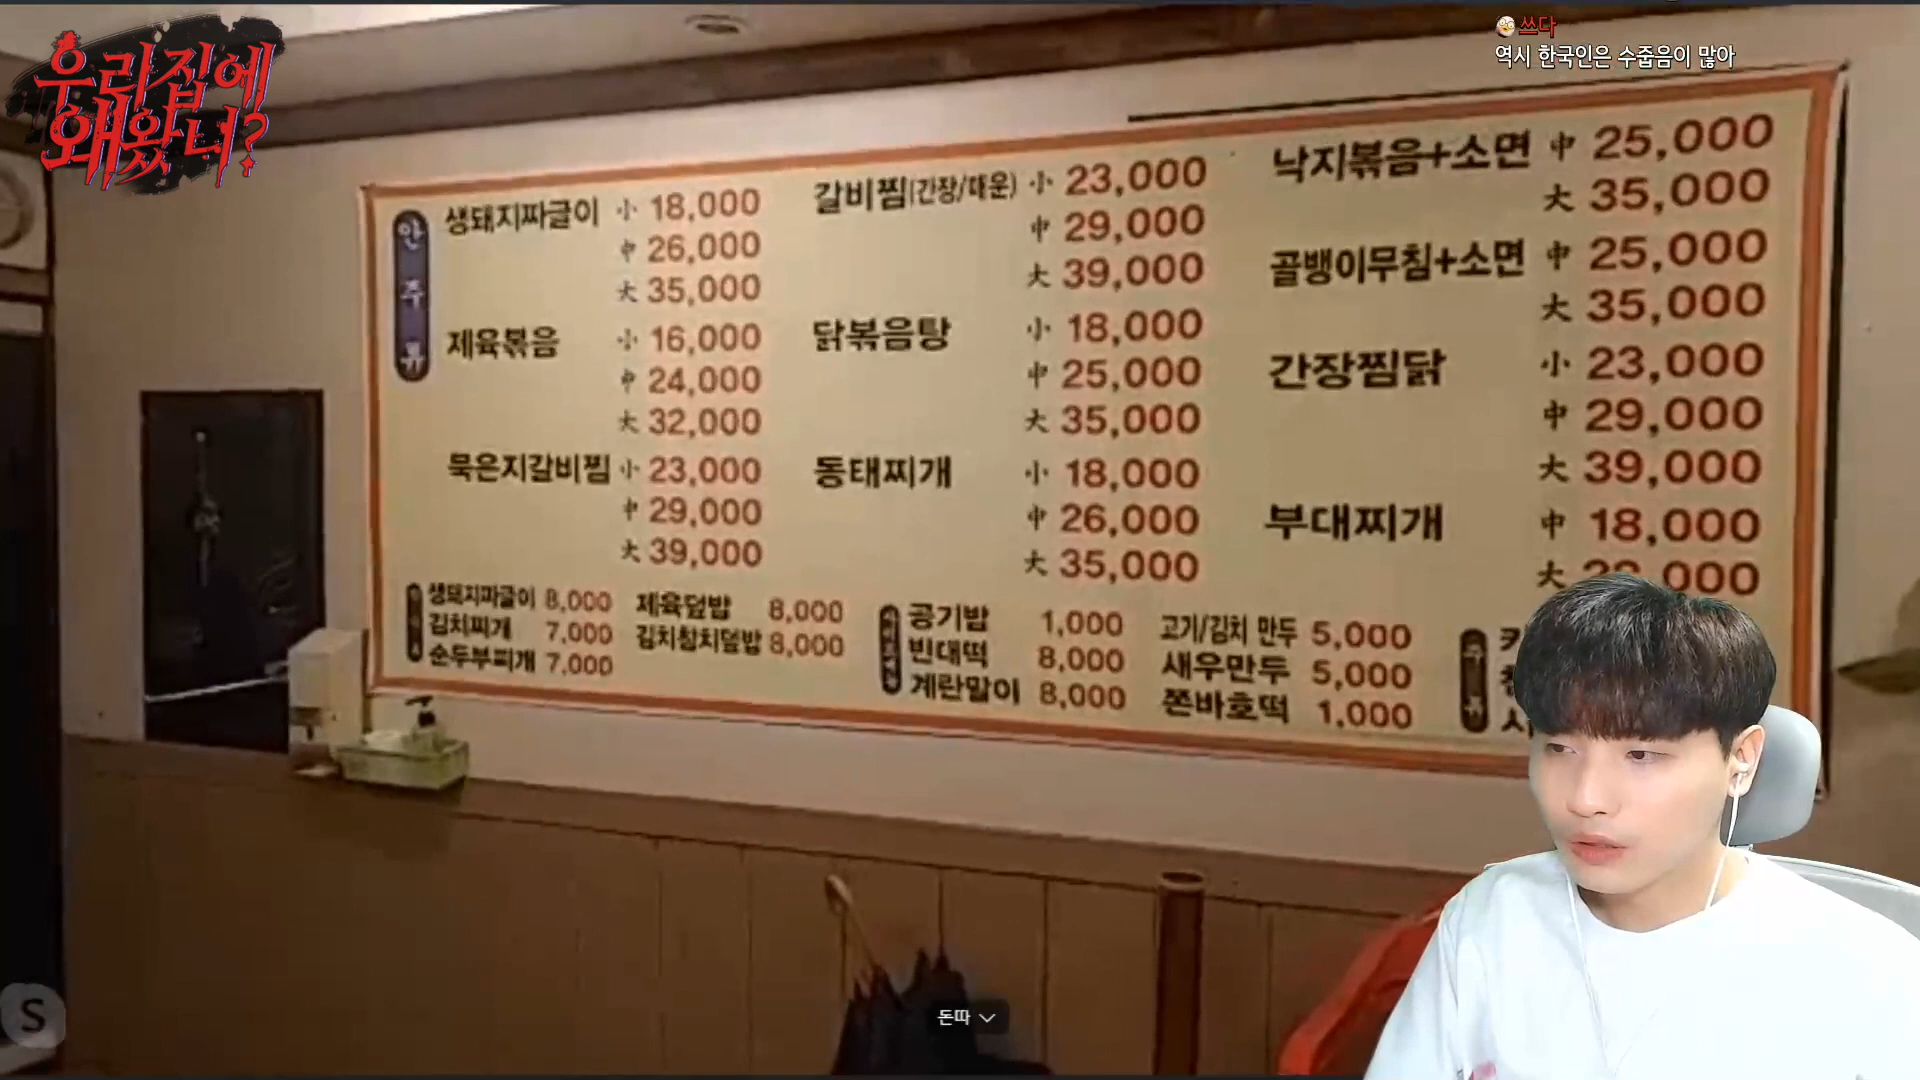 우리집에
왜왔니?
쓰다
역시 한국인은 수줍음이 많아
안주류
생돼지짜글이 小 18,000
中 26,000
大 35,000
제육볶음 小 16,000
中 24,000
大 32,000
묵은지갈비찜 小 23,000
中 29,000
大 39,000
갈비찜(간장/매운) 小 23,000
中 29,000
大 39,000
닭볶음탕 小 18,000
中 25,000
大 35,000
동태찌개 小 18,000
中 26,000
大 35,000
낙지볶음+소면 中 25,000
大 35,000
골뱅이무침+소면 中 25,000
大 35,000
간장찜닭 小 23,000
中 29,000
大 39,000
부대찌개 中 18,000
大
생돼지짜글이 8,000
김치찌개 7,000
순두부찌개 7,000
제육덮밥 8,000
김치참치덮밥 8,000
공기밥 1,000
빈대떡 8,000
계란말이 8,000
고기/김치 만두 5,000
새우만두 5,000
쫀바호떡 1,000
주류
S
돈따